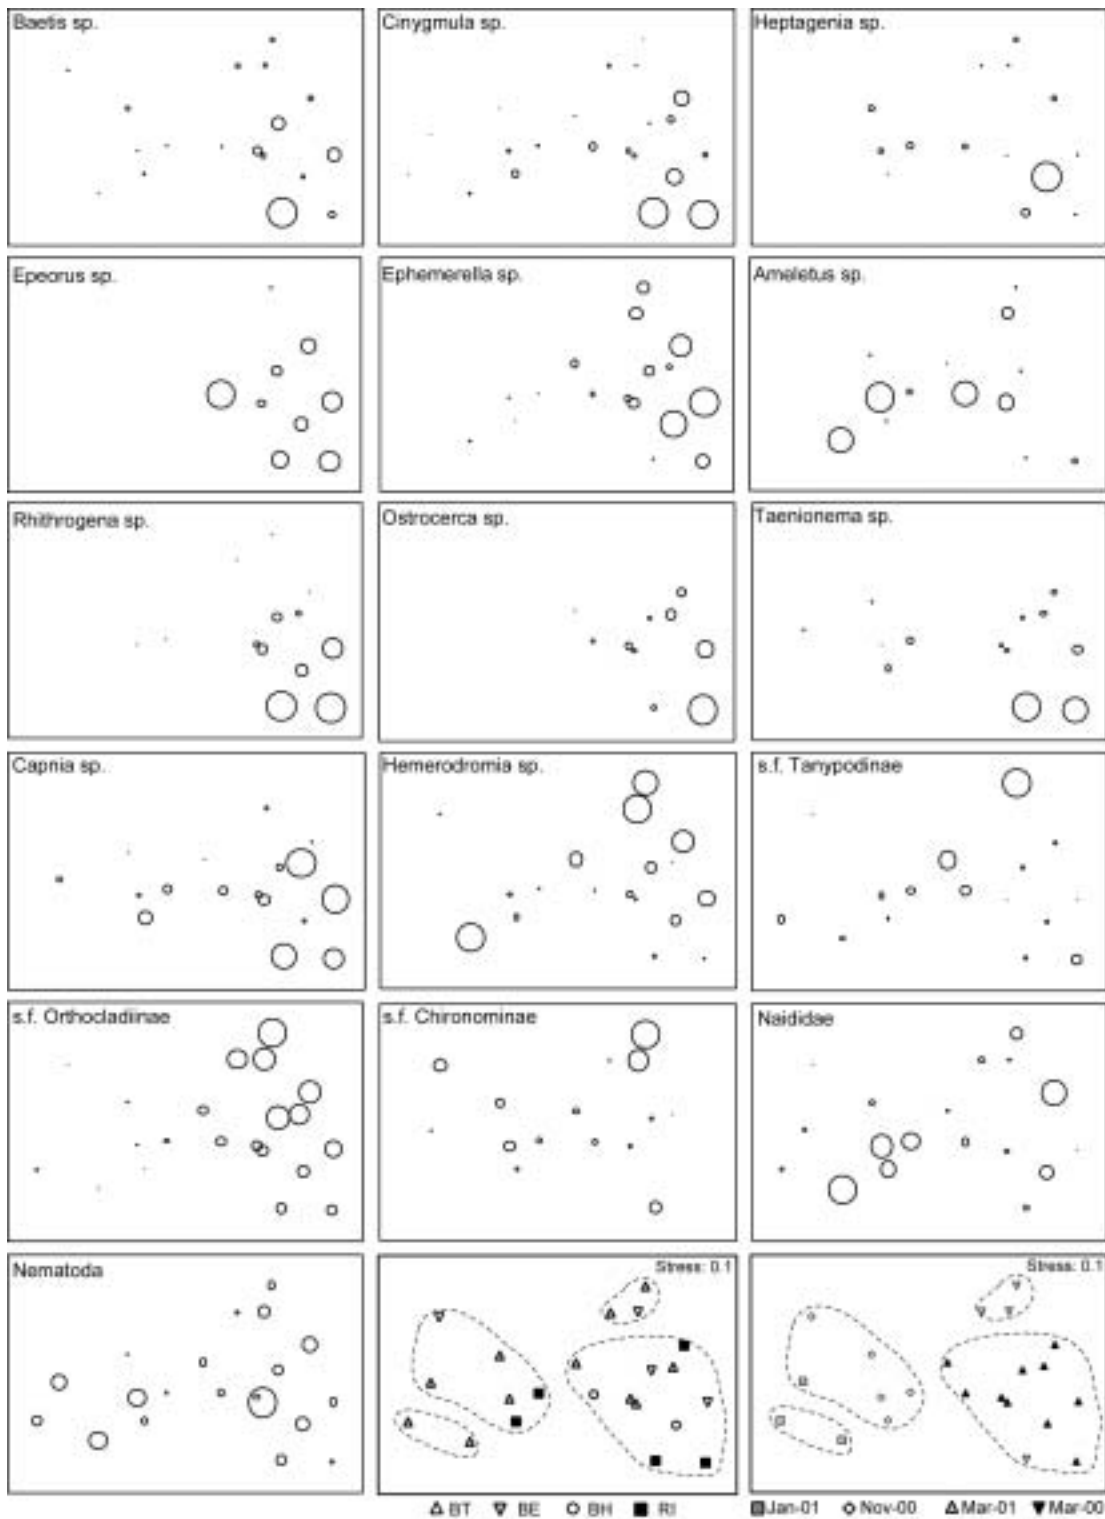 Baetis sp.
Cinygmula sp.
Heptagenia sp.
Epeorus sp.
Ephemerella sp.
Ameletus sp.
Rhithrogena sp.
Ostrocerca sp.
Taenionema sp.
Capnia sp.
Hemerodromia sp.
s.f. Tanypodinae
s.f. Orthocladiinae
s.f. Chironominae
Naididae
Nematoda
Stress: 0.1
Stress: 0.1
BT BE BH RI
Jan-01 Nov-00 Mar-01 Mar-00